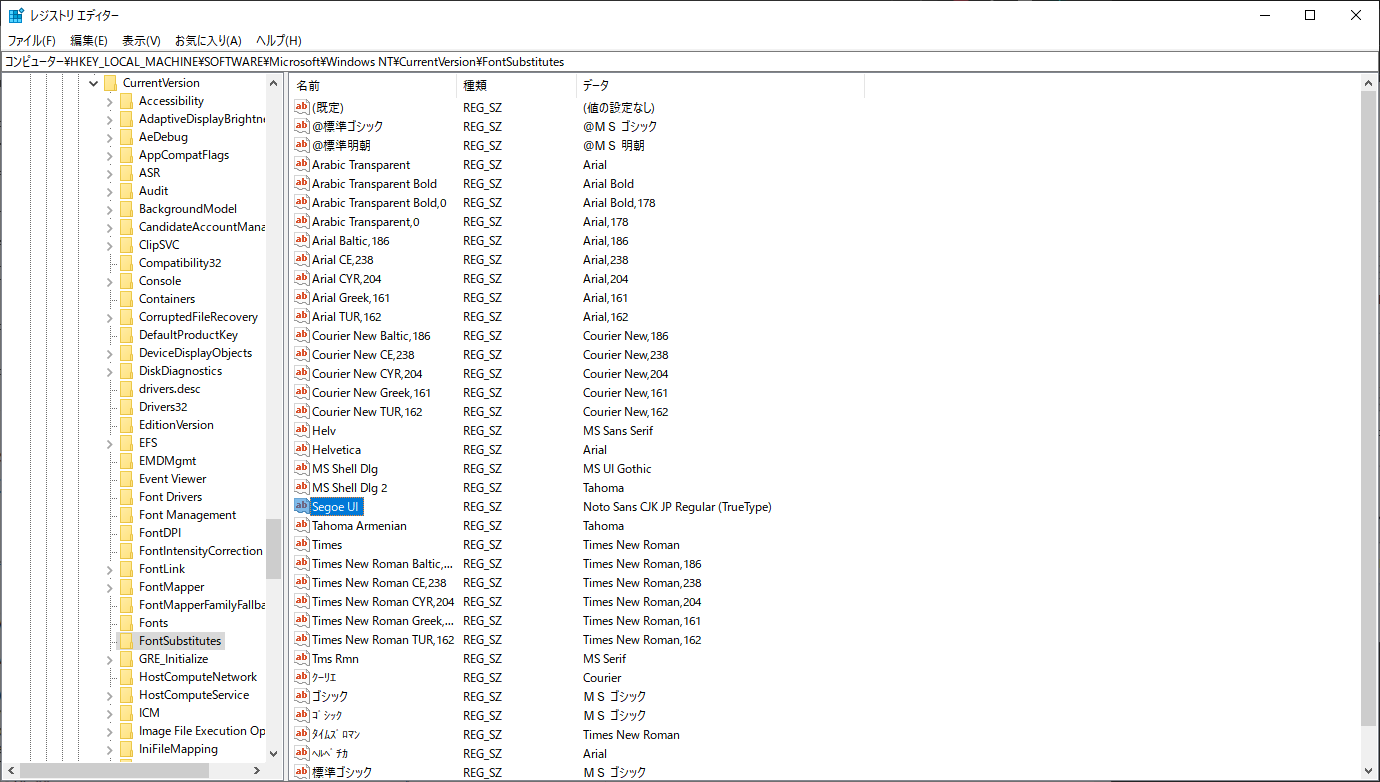 レジストリ エディター
ファイル(F) 編集(E) 表示(V) お気に入り(A) ヘルプ(H)
コンピューター¥HKEY_LOCAL_MACHINE¥SOFTWARE¥Microsoft¥Windows NT¥CurrentVersion¥FontSubstitutes
CurrentVersion
Accessibility
AdaptiveDisplayBrightne
AeDebug
AppCompatFlags
ASR
Audit
BackgroundModel
CandidateAccountMana
ClipSVC
Compatibility32
Console
Containers
CorruptedFileRecovery
DefaultProductKey
DeviceDisplayObjects
DiskDiagnostics
drivers.desc
Drivers32
EditionVersion
EFS
EMDMgmt
Event Viewer
Font Drivers
Font Management
FontDPI
FontIntensityCorrection
FontLink
FontMapper
FontMapperFamilyFallba
Fonts
FontSubstitutes
GRE_Initialize
HostComputeNetwork
HostComputeService
ICM
Image File Execution Op
IniFileMapping
名前 種類 データ
(既定) REG_SZ (値の設定なし)
@標準ゴシック REG_SZ @ＭＳ ゴシック
@標準明朝 REG_SZ @ＭＳ 明朝
Arabic Transparent REG_SZ Arial
Arabic Transparent Bold REG_SZ Arial Bold
Arabic Transparent Bold,0 REG_SZ Arial Bold,178
Arabic Transparent,0 REG_SZ Arial,178
Arial Baltic,186 REG_SZ Arial,186
Arial CE,238 REG_SZ Arial,238
Arial CYR,204 REG_SZ Arial,204
Arial Greek,161 REG_SZ Arial,161
Arial TUR,162 REG_SZ Arial,162
Courier New Baltic,186 REG_SZ Courier New,186
Courier New CE,238 REG_SZ Courier New,238
Courier New CYR,204 REG_SZ Courier New,204
Courier New Greek,161 REG_SZ Courier New,161
Courier New TUR,162 REG_SZ Courier New,162
Helv REG_SZ MS Sans Serif
Helvetica REG_SZ Arial
MS Shell Dlg REG_SZ MS UI Gothic
MS Shell Dlg 2 REG_SZ Tahoma
Segoe UI REG_SZ Noto Sans CJK JP Regular (TrueType)
Tahoma Armenian REG_SZ Tahoma
Times REG_SZ Times New Roman
Times New Roman Baltic,... REG_SZ Times New Roman,186
Times New Roman CE,238 REG_SZ Times New Roman,238
Times New Roman CYR,204 REG_SZ Times New Roman,204
Times New Roman Greek,... REG_SZ Times New Roman,161
Times New Roman TUR,162 REG_SZ Times New Roman,162
Tms Rmn REG_SZ MS Serif
ｸｰﾘｴ REG_SZ Courier
ゴシック REG_SZ ＭＳ ゴシック
ｺﾞｼｯｸ REG_SZ ＭＳ ゴシック
ﾀｲﾑｽﾞﾛﾏﾝ REG_SZ Times New Roman
ﾍﾙﾍﾞﾁｶ REG_SZ Arial
標準ゴシック REG_SZ ＭＳ ゴシック